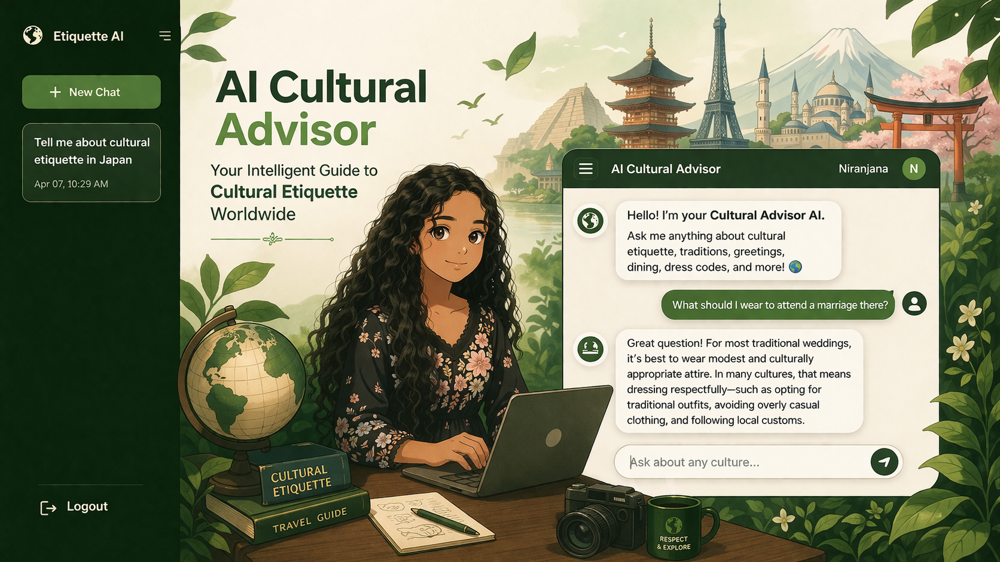 Etiquette AI
+ New Chat
Tell me about cultural
etiquette in Japan
Apr 07, 10:29 AM
Logout
AI Cultural
Advisor
Your Intelligent Guide to
Cultural Etiquette
Worldwide
CULTURAL
ETIQUETTE
TRAVEL GUIDE
AI Cultural Advisor
Niranjana
N
Hello! I'm your Cultural Advisor AI.
Ask me anything about cultural
etiquette, traditions, greetings,
dining, dress codes, and more! 🌍
What should I wear to attend a marriage there?
Great question! For most traditional weddings,
it's best to wear modest and culturally
appropriate attire. In many cultures, that means
dressing respectfully—such as opting for
traditional outfits, avoiding overly casual
clothing, and following local customs.
Ask about any culture...
RESPECT
& EXPLORE